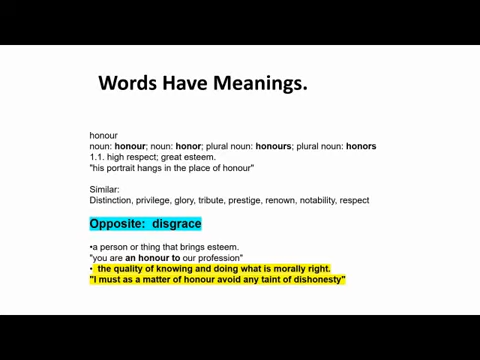 Words Have Meanings.
honour
noun: honour; noun: honor; plural noun: honours; plural noun: honors
1.1. high respect; great esteem.
"his portrait hangs in the place of honour"
Similar:
Distinction, privilege, glory, tribute, prestige, renown, notability, respect
Opposite:  disgrace
•a person or thing that brings esteem.
"you are an honour to our profession"
•  the quality of knowing and doing what is morally right.
"I must as a matter of honour avoid any taint of dishonesty"